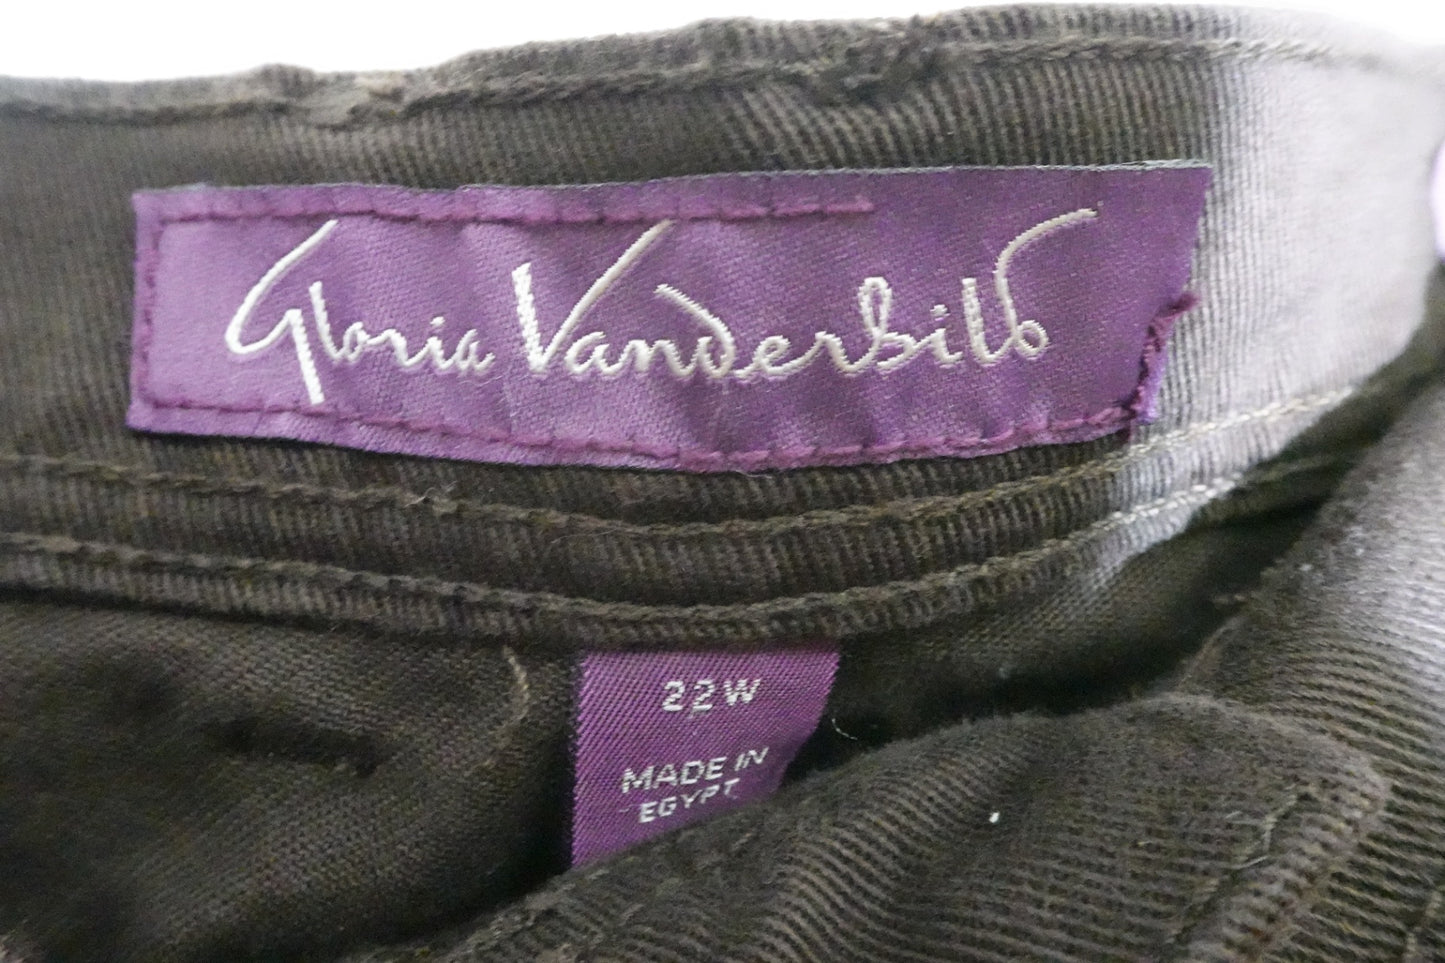 Gloria Vanderbilt
22W
MADE IN
EGYPT